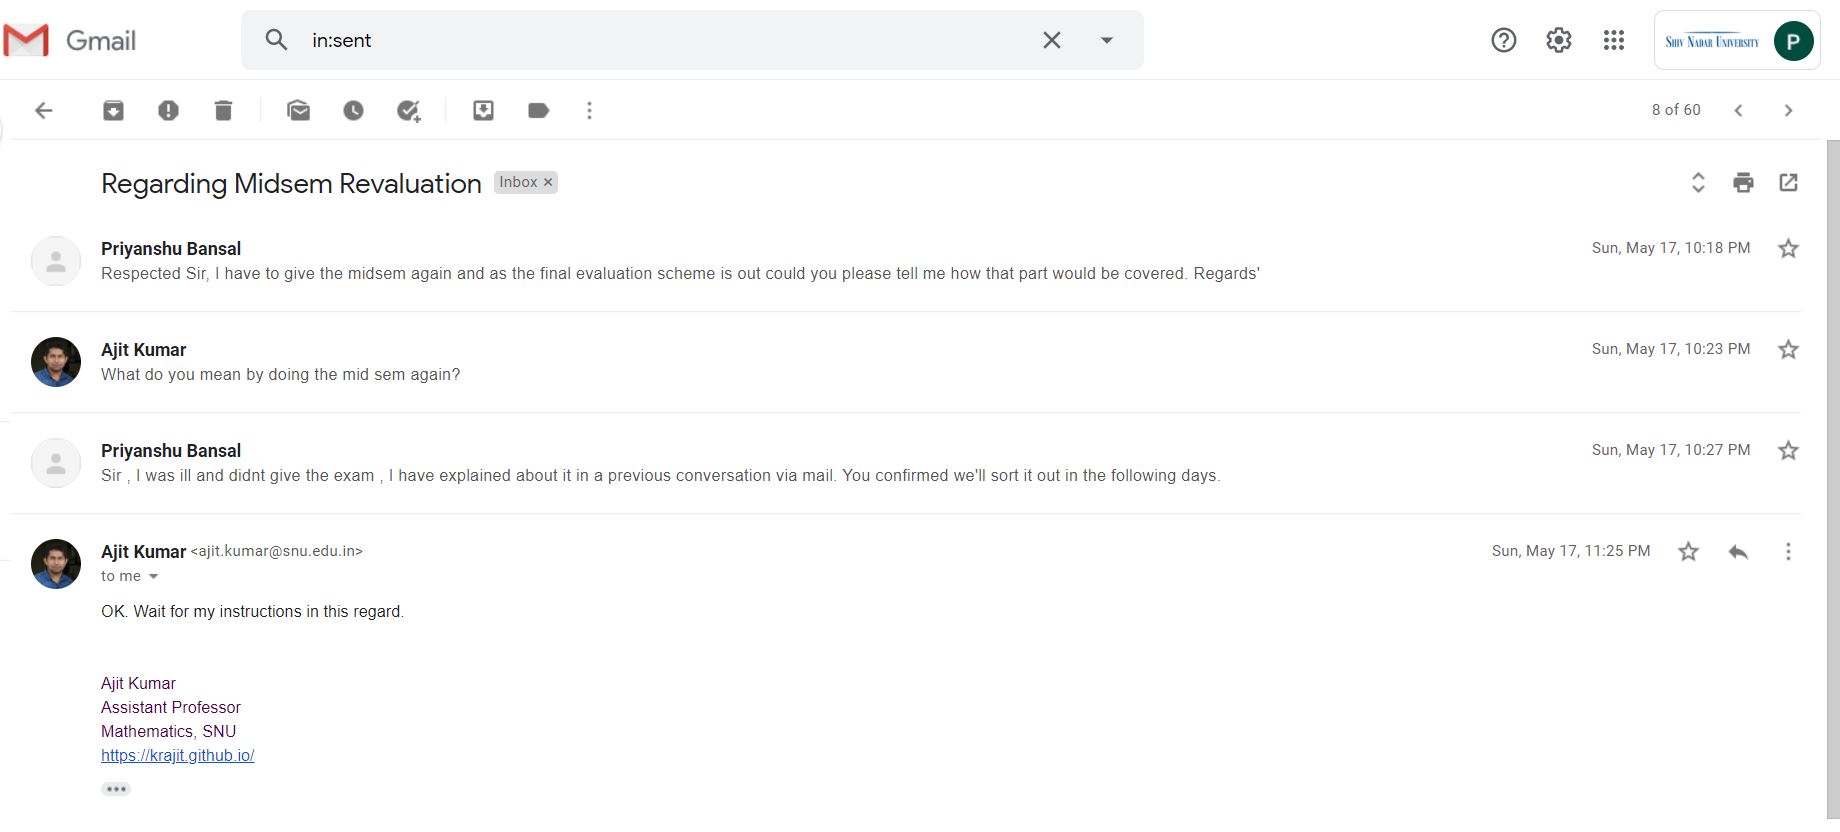 Gmail
in:sent
Shiv Nadar University
P
8 of 60
Regarding Midsem Revaluation Inbox ×
Priyanshu Bansal Sun, May 17, 10:18 PM
Respected Sir, I have to give the midsem again and as the final evaluation scheme is out could you please tell me how that part would be covered. Regards'
Ajit Kumar Sun, May 17, 10:23 PM
What do you mean by doing the mid sem again?
Priyanshu Bansal Sun, May 17, 10:27 PM
Sir , I was ill and didnt give the exam , I have explained about it in a previous conversation via mail. You confirmed we'll sort it out in the following days.
Ajit Kumar <ajit.kumar@snu.edu.in> Sun, May 17, 11:25 PM
to me
OK. Wait for my instructions in this regard.
Ajit Kumar
Assistant Professor
Mathematics, SNU
https://krajit.github.io/